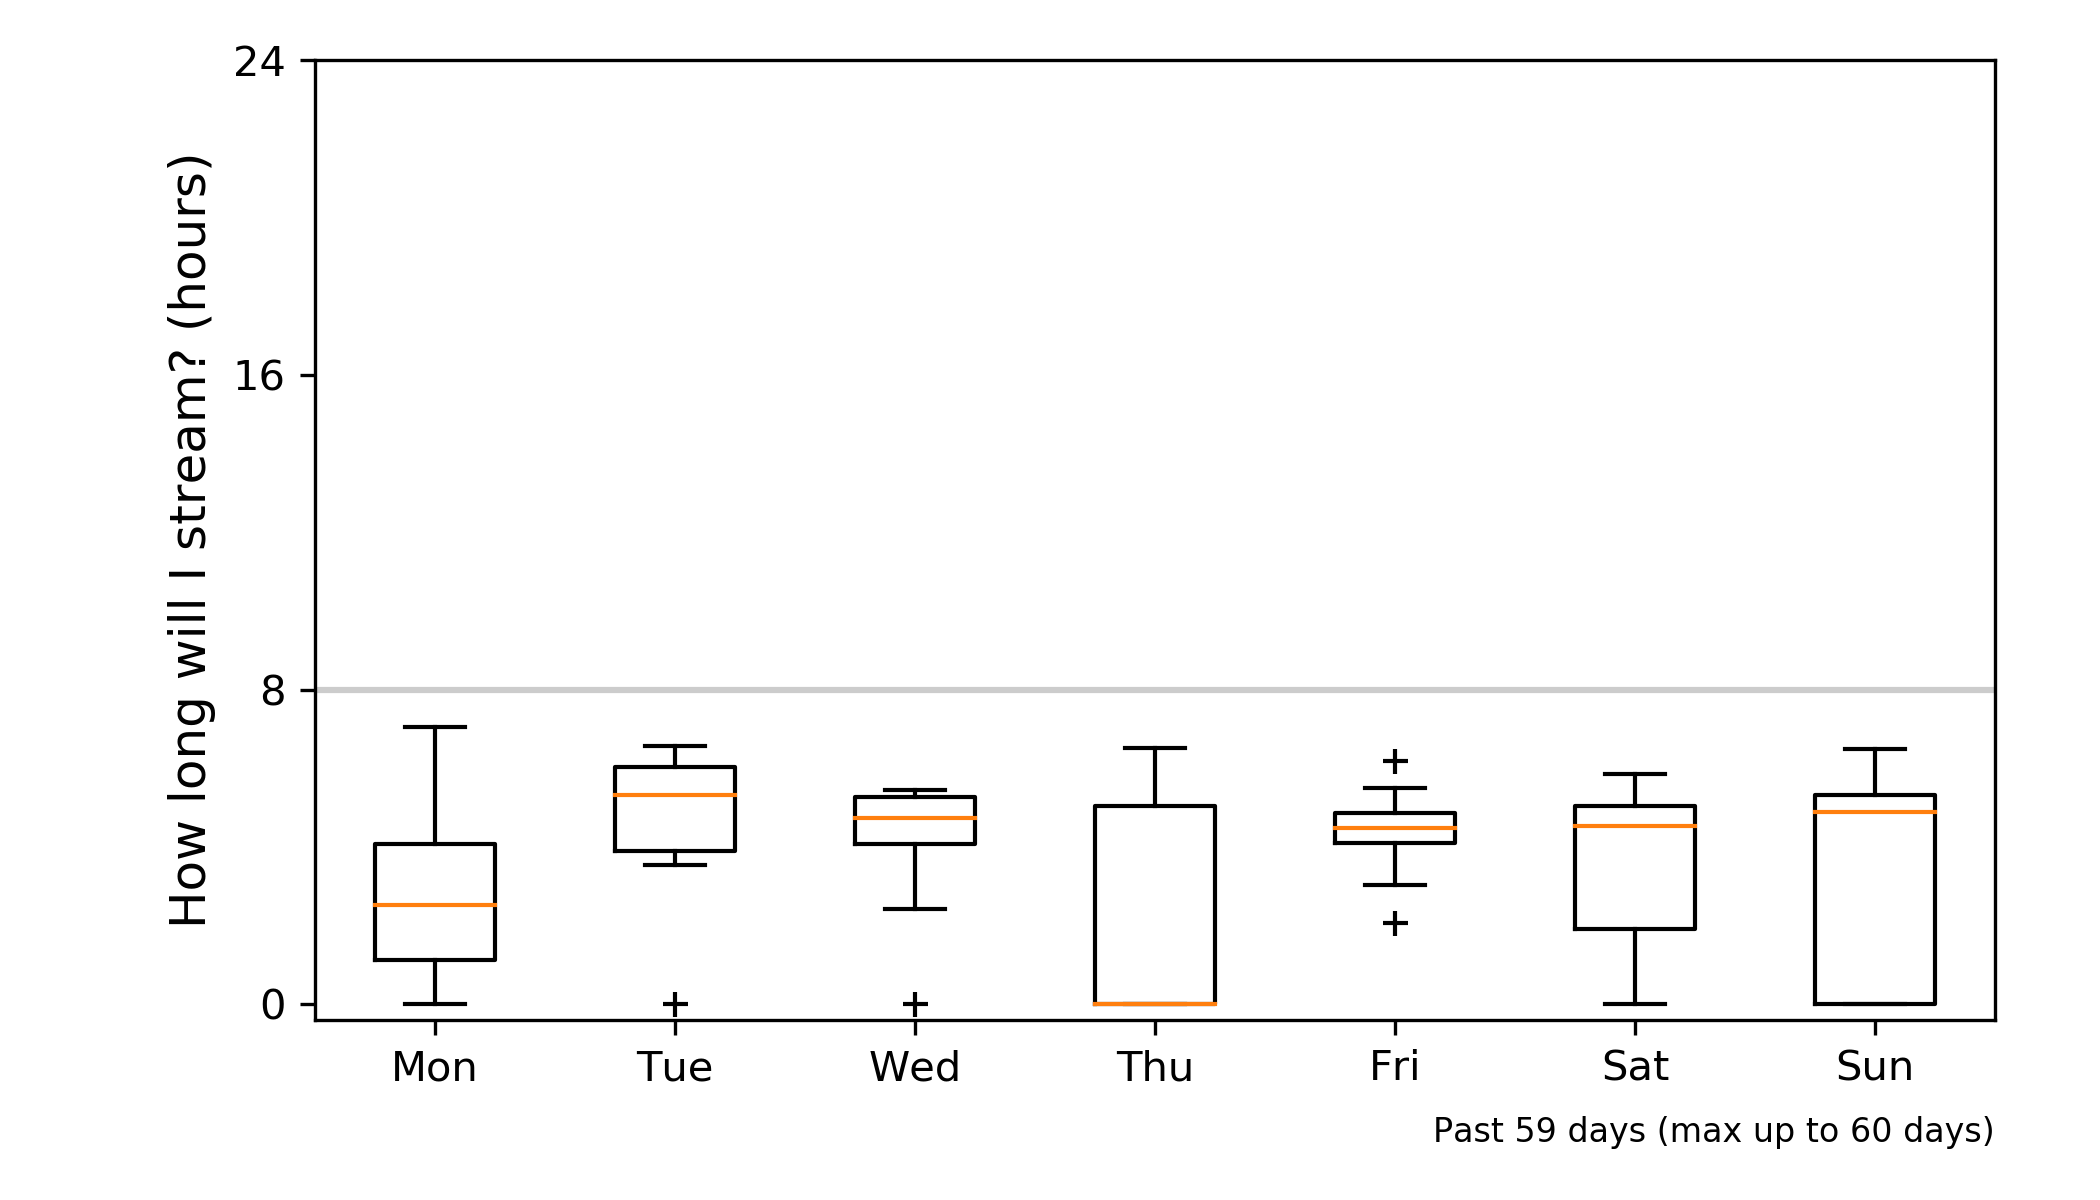 How long will I stream? (hours)
24
16
8
0
Mon Tue Wed Thu Fri Sat Sun
Past 59 days (max up to 60 days)